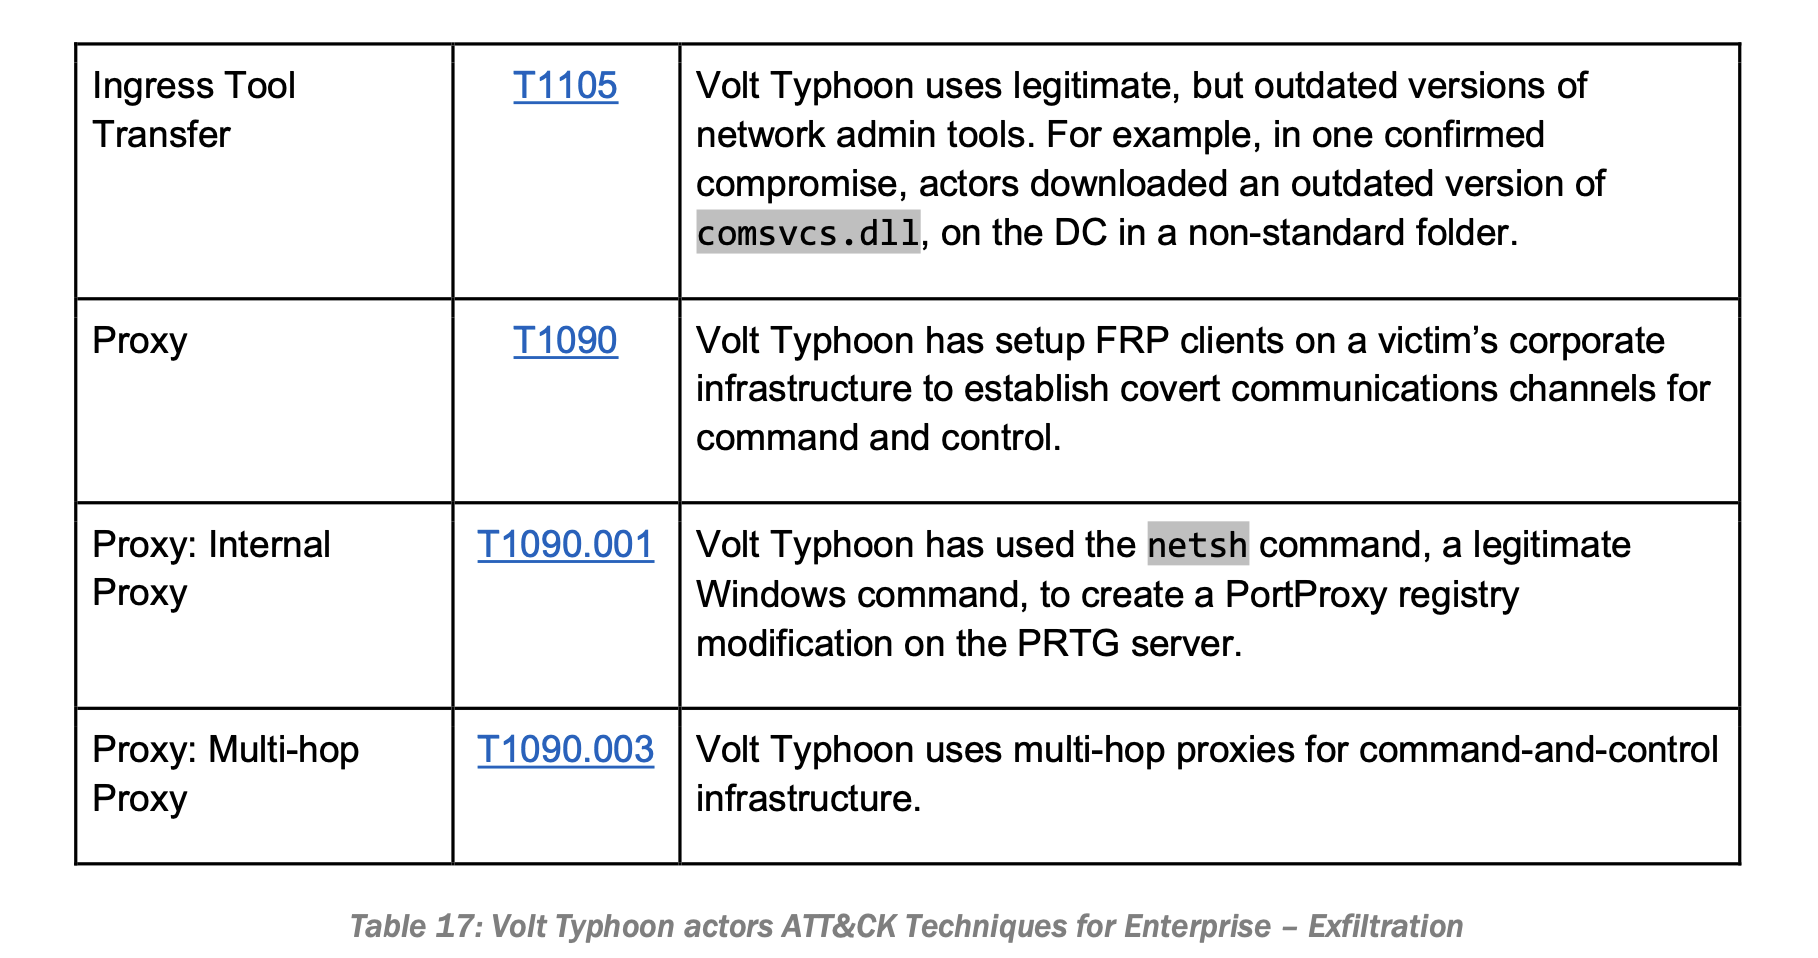 Ingress Tool
Transfer
T1105
Volt Typhoon uses legitimate, but outdated versions of
network admin tools. For example, in one confirmed
compromise, actors downloaded an outdated version of
comsvcs.dll, on the DC in a non-standard folder.
Proxy
T1090
Volt Typhoon has setup FRP clients on a victim’s corporate
infrastructure to establish covert communications channels for
command and control.
Proxy: Internal
Proxy
T1090.001
Volt Typhoon has used the netsh command, a legitimate
Windows command, to create a PortProxy registry
modification on the PRTG server.
Proxy: Multi-hop
Proxy
T1090.003
Volt Typhoon uses multi-hop proxies for command-and-control
infrastructure.
Table 17: Volt Typhoon actors ATT&CK Techniques for Enterprise – Exfiltration